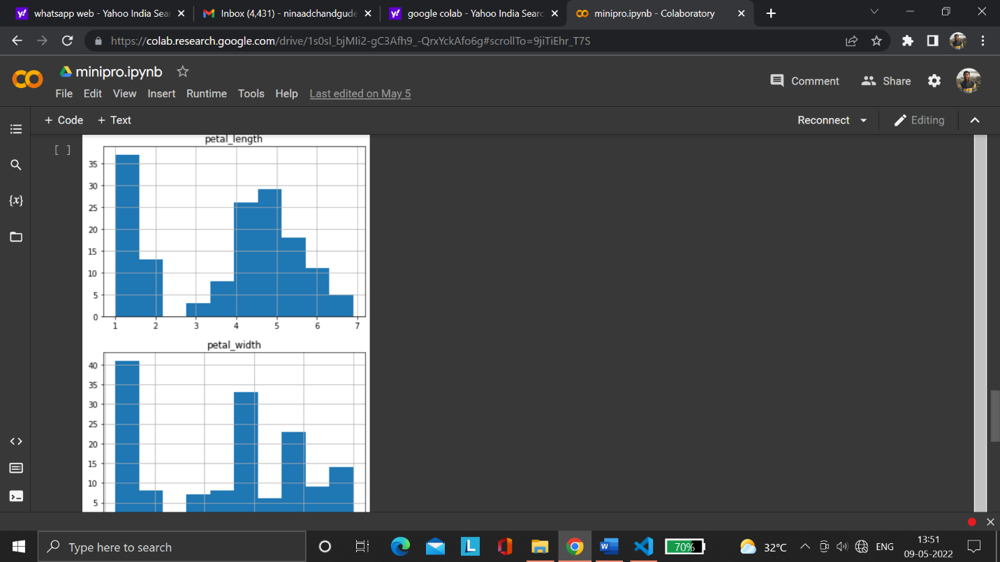 whatsapp web - Yahoo India Sear
Inbox (4,431) - ninaadchandgude
google colab - Yahoo India Searc
minipro.ipynb - Colaboratory
https://colab.research.google.com/drive/1s0sI_bjMIi2-gC3Afh9_-QrxYckAfo6g#scrollTo=9jiTiEhr_T7S
minipro.ipynb
File Edit View Insert Runtime Tools Help Last edited on May 5
Comment Share
+ Code + Text
Reconnect Editing
{x}
[ ]
petal_length
35
30
25
20
15
10
5
0
1 2 3 4 5 6 7
petal_width
40
35
30
25
20
15
10
5
Type here to search
L
70%
32°C
ENG
13:51
09-05-2022